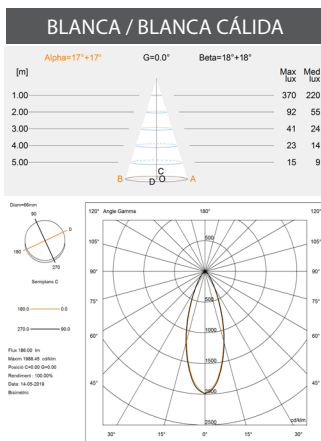 BLANCA / BLANCA CÁLIDA
Alpha=17°+17° G=0.0° Beta=18°+18°
[m] Max lux Med lux
1.00 370 220
2.00 92 55
3.00 41 24
4.00 23 14
5.00 15 9
C
B D O A
Diam=66mm
90
0
180
270
Semiplans C
180.0 0.0
270.0 90.0
Flux 186.00 lm
Màxim 1988.45 cd/klm
Posició C=0.00 G=0.00
Rendiment : 100.00%
Data: 14-05-2019
Bisimètric
120° Angle Gamma 180° 120°
105° 500 105°
90° 90°
75° 500 75°
1000
60° 60°
1500
45° 2000 45°
2500 cd/klm
30° 15° 0° 15° 30°